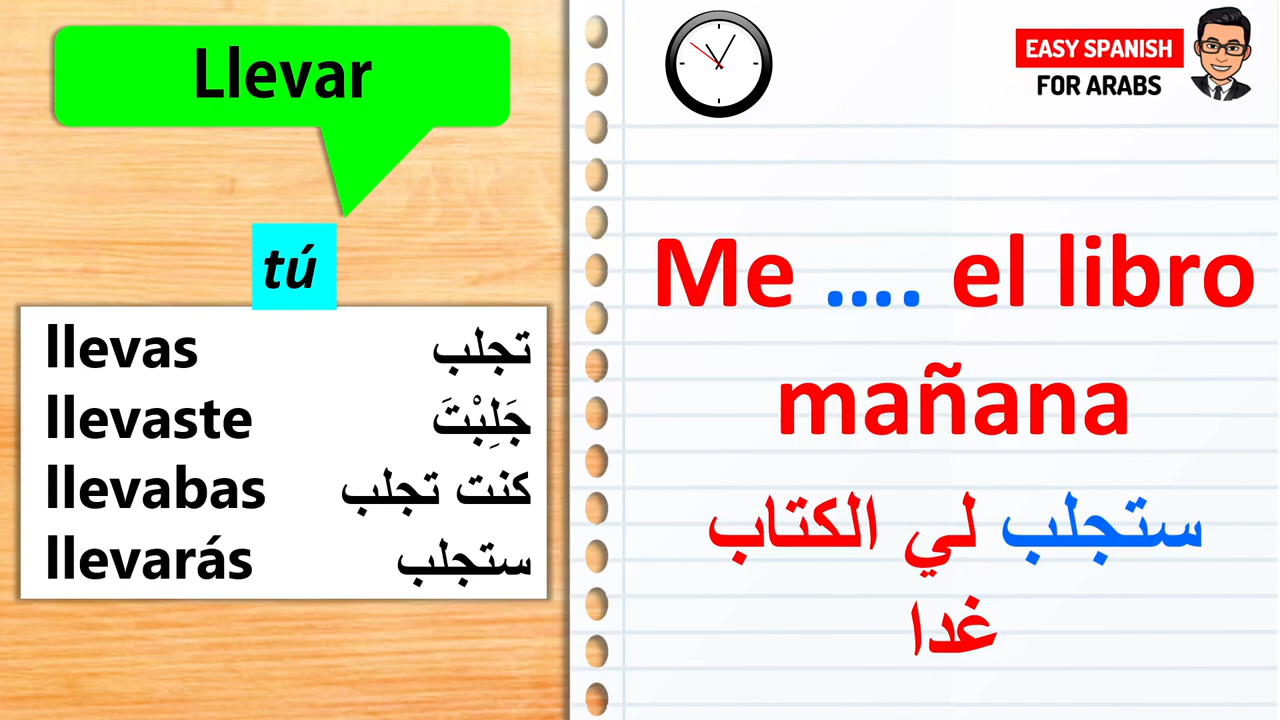 Llevar
tú
llevas تجلب
llevaste جَلِبْتَ
llevabas كنت تجلب
llevarás ستجلب
EASY SPANISH
FOR ARABS
Me .... el libro
mañana
ستجلب لي الكتاب
غدا